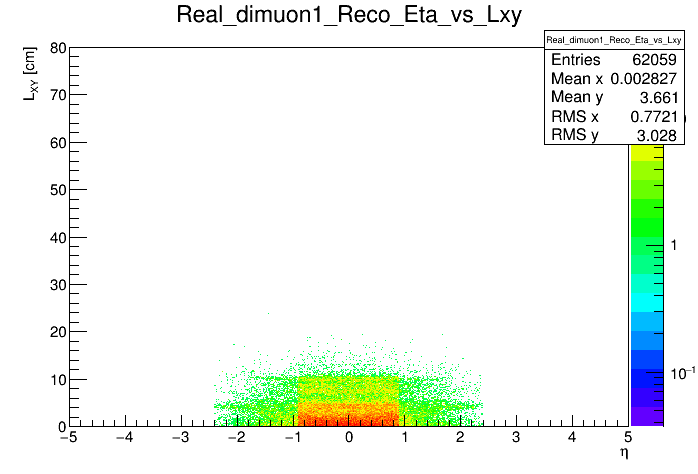 Real_dimuon1_Reco_Eta_vs_Lxy
Real_dimuon1_Reco_Eta_vs_Lxy
Entries 62059
Mean x 0.002827
Mean y 3.661
RMS x 0.7721
RMS y 3.028
L_XY [cm]
80
70
60
50
40
30
20
10
0
−5 −4 −3 −2 −1 0 1 2 3 4 5
η
1
10⁻¹